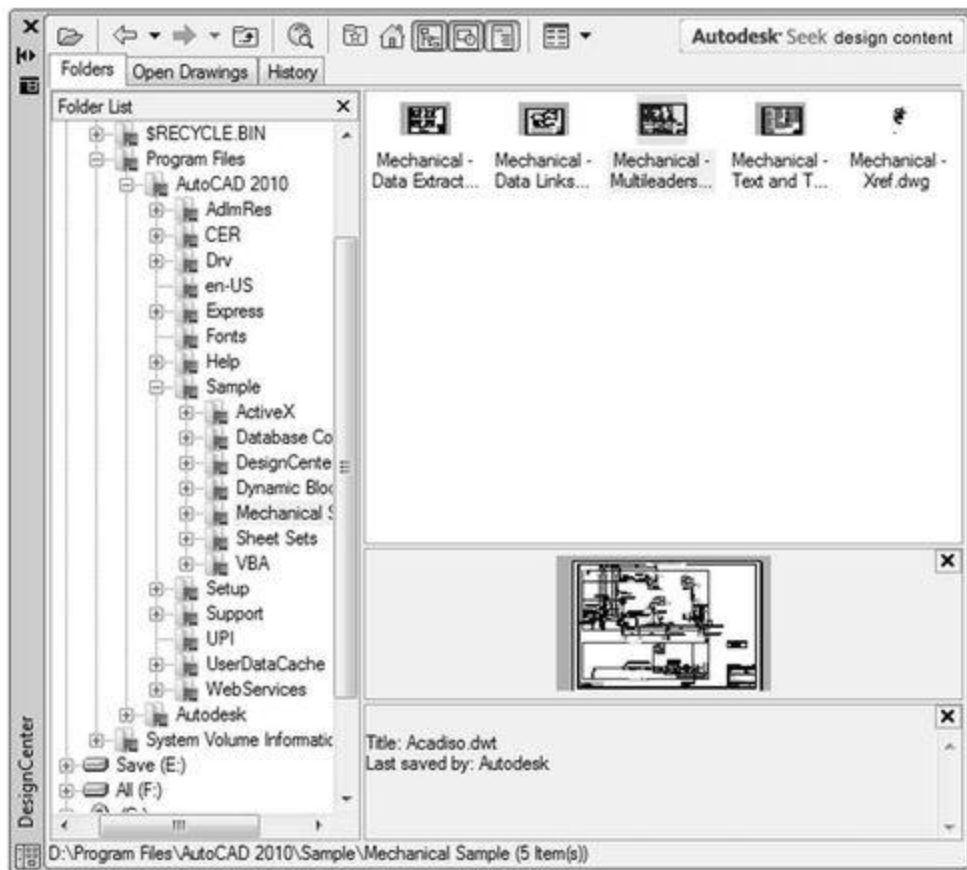 Autodesk® Seek design content
Folders Open Drawings History
Folder List
$RECYCLE.BIN
Program Files
AutoCAD 2010
AdlmRes
CER
Drv
en-US
Express
Fonts
Help
Sample
ActiveX
Database Co
DesignCente
Dynamic Bloc
Mechanical S
Sheet Sets
VBA
Setup
Support
UPI
UserDataCache
WebServices
Autodesk
System Volume Informatic
Save (E:)
All (F:)
Mechanical -
Data Extract...
Mechanical -
Data Links...
Mechanical -
Multileaders...
Mechanical -
Text and T...
Mechanical -
Xref.dwg
Title: Acadiso.dwt
Last saved by: Autodesk
DesignCenter
D:\Program Files\AutoCAD 2010\Sample\Mechanical Sample (5 Item(s))